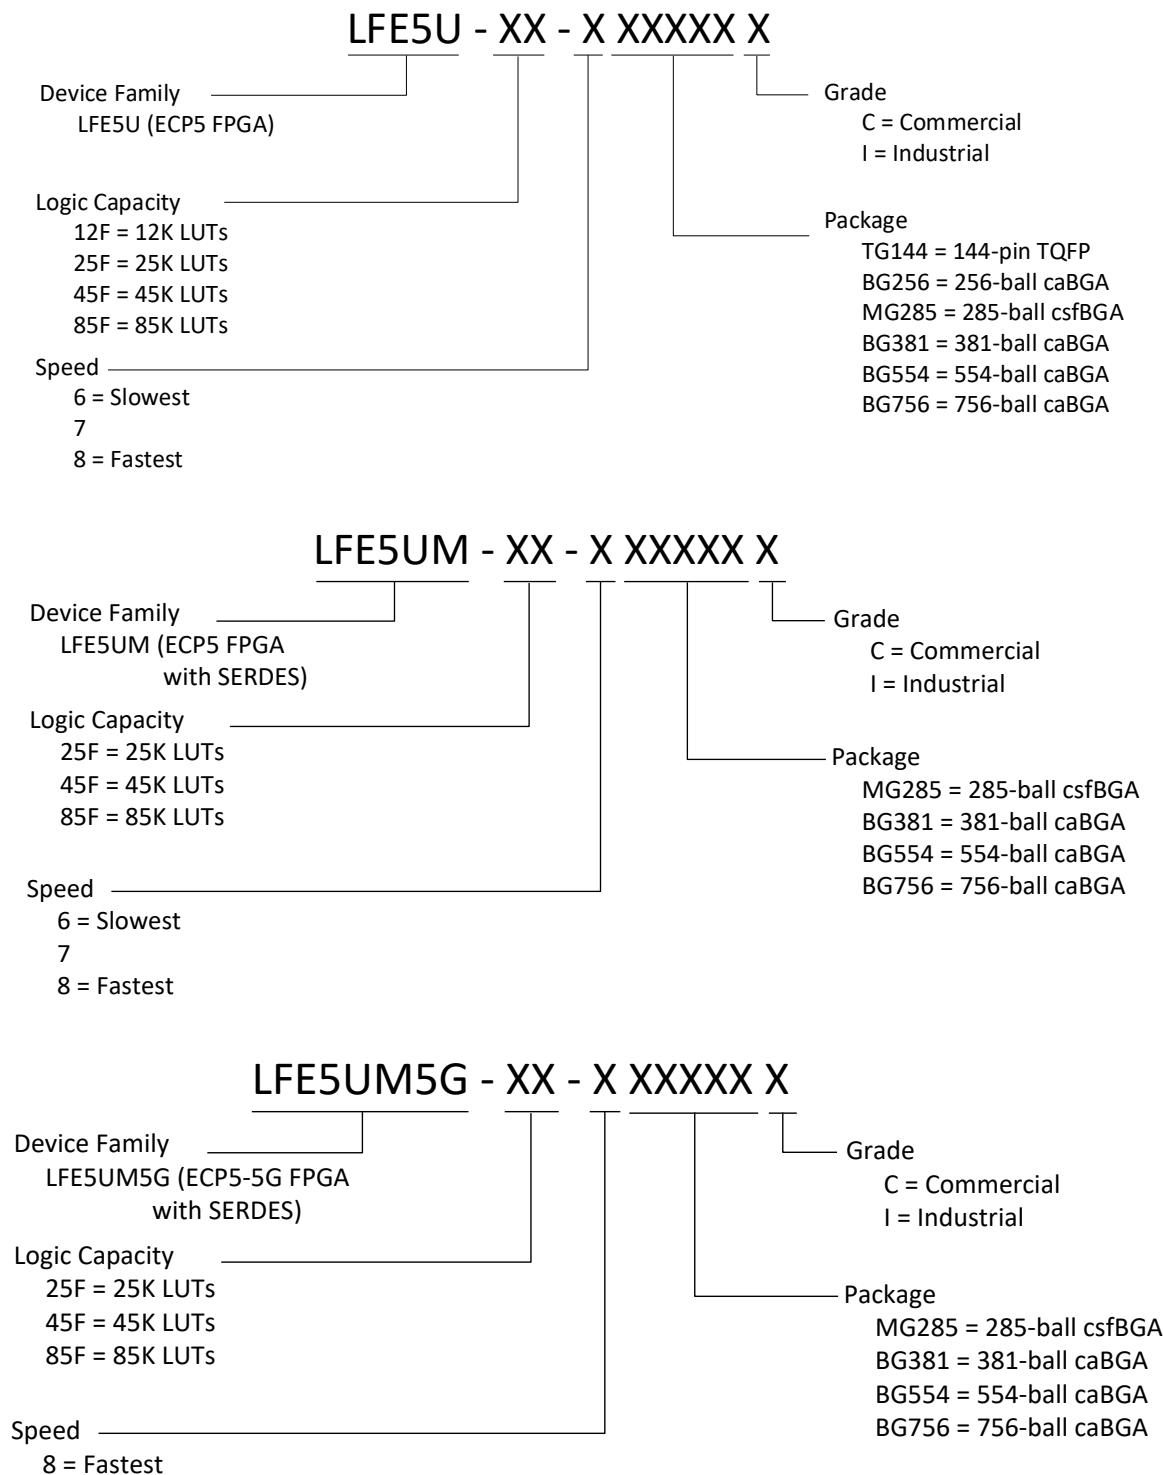 LFE5U - XX - X XXXXX X
Device Family
LFE5U (ECP5 FPGA)
Logic Capacity
12F = 12K LUTs
25F = 25K LUTs
45F = 45K LUTs
85F = 85K LUTs
Speed
6 = Slowest
7
8 = Fastest
Grade
C = Commercial
I = Industrial
Package
TG144 = 144-pin TQFP
BG256 = 256-ball caBGA
MG285 = 285-ball csfBGA
BG381 = 381-ball caBGA
BG554 = 554-ball caBGA
BG756 = 756-ball caBGA
LFE5UM - XX - X XXXXX X
Device Family
LFE5UM (ECP5 FPGA
with SERDES)
Logic Capacity
25F = 25K LUTs
45F = 45K LUTs
85F = 85K LUTs
Speed
6 = Slowest
7
8 = Fastest
Grade
C = Commercial
I = Industrial
Package
MG285 = 285-ball csfBGA
BG381 = 381-ball caBGA
BG554 = 554-ball caBGA
BG756 = 756-ball caBGA
LFE5UM5G - XX - X XXXXX X
Device Family
LFE5UM5G (ECP5-5G FPGA
with SERDES)
Logic Capacity
25F = 25K LUTs
45F = 45K LUTs
85F = 85K LUTs
Speed
8 = Fastest
Grade
C = Commercial
I = Industrial
Package
MG285 = 285-ball csfBGA
BG381 = 381-ball caBGA
BG554 = 554-ball caBGA
BG756 = 756-ball caBGA